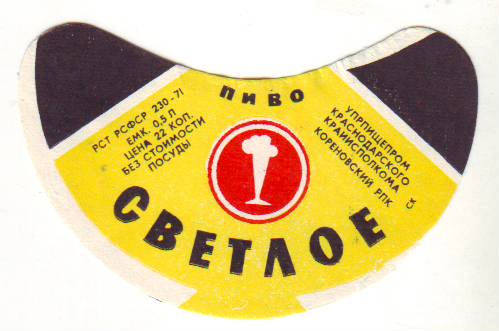 ПИВО
РСТ РСФСР 230-71
ЕМК. 0,5 Л
ЦЕНА 22 КОП.
БЕЗ СТОИМОСТИ
ПОСУДЫ
УПРПИЩЕПРОМ
КРАСНОДАРСКОГО
КРАЙИСПОЛКОМА
КОРЕНОВСКИЙ РПК
СК
СВЕТЛОЕ